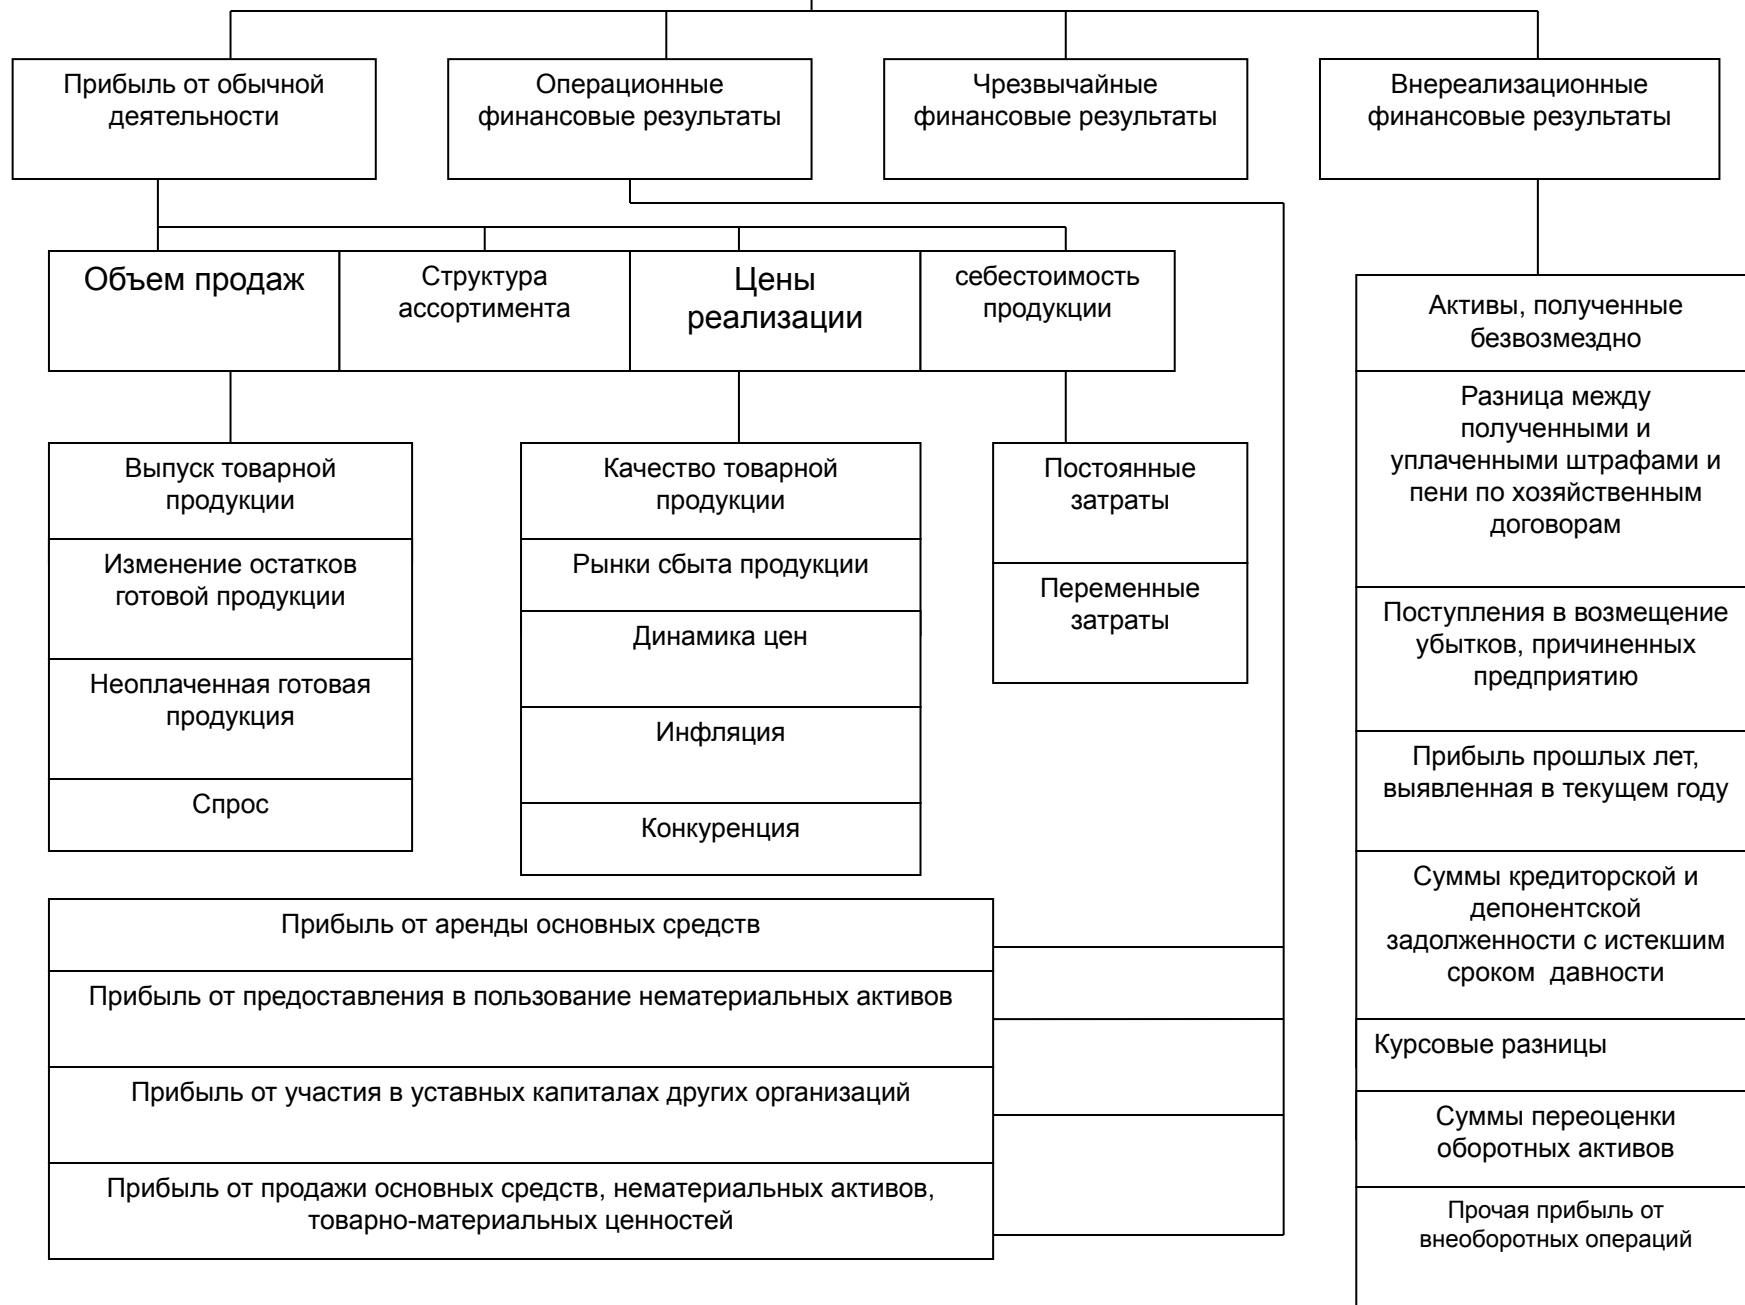 Прибыль от обычной
деятельности
Операционные
финансовые результаты
Чрезвычайные
финансовые результаты
Внереализационные
финансовые результаты
Объем продаж
Структура
ассортимента
Цены
реализации
себестоимость
продукции
Выпуск товарной
продукции
Изменение остатков
готовой продукции
Неоплаченная готовая
продукция
Спрос
Качество товарной
продукции
Рынки сбыта продукции
Динамика цен
Инфляция
Конкуренция
Постоянные
затраты
Переменные
затраты
Прибыль от аренды основных средств
Прибыль от предоставления в пользование нематериальных активов
Прибыль от участия в уставных капиталах других организаций
Прибыль от продажи основных средств, нематериальных активов,
товарно-материальных ценностей
Активы, полученные
безвозмездно
Разница между
полученными и
уплаченными штрафами и
пени по хозяйственным
договорам
Поступления в возмещение
убытков, причиненных
предприятию
Прибыль прошлых лет,
выявленная в текущем году
Суммы кредиторской и
депонентской
задолженности с истекшим
сроком  давности
Курсовые разницы
Суммы переоценки
оборотных активов
Прочая прибыль от
внеоборотных операций